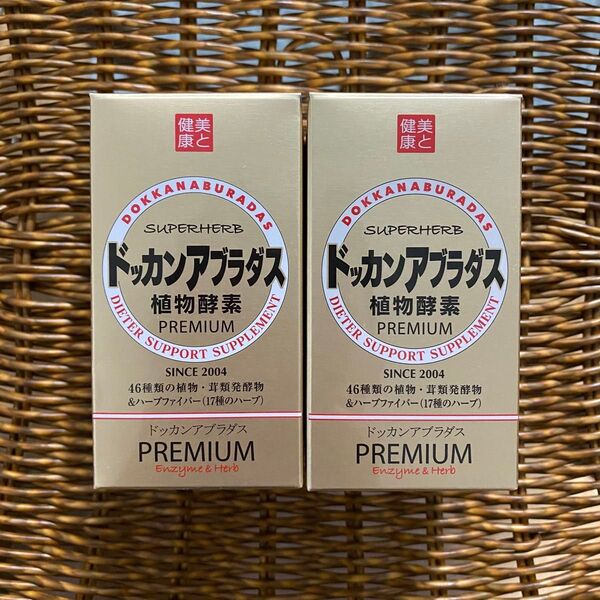 美と
健康
DOKKANABURADAS
SUPERHERB
ドッカンアブラダス
植物酵素
PREMIUM
DIETER SUPPORT SUPPLEMENT
SINCE 2004
46種類の植物・茸類発酵物
&ハーブファイバー(17種のハーブ)
ドッカンアブラダス
PREMIUM
Enzyme & Herb
美と
健康
DOKKANABURADAS
SUPERHERB
ドッカンアブラダス
植物酵素
PREMIUM
DIETER SUPPORT SUPPLEMENT
SINCE 2004
46種類の植物・茸類発酵物
&ハーブファイバー(17種のハーブ)
ドッカンアブラダス
PREMIUM
Enzyme & Herb